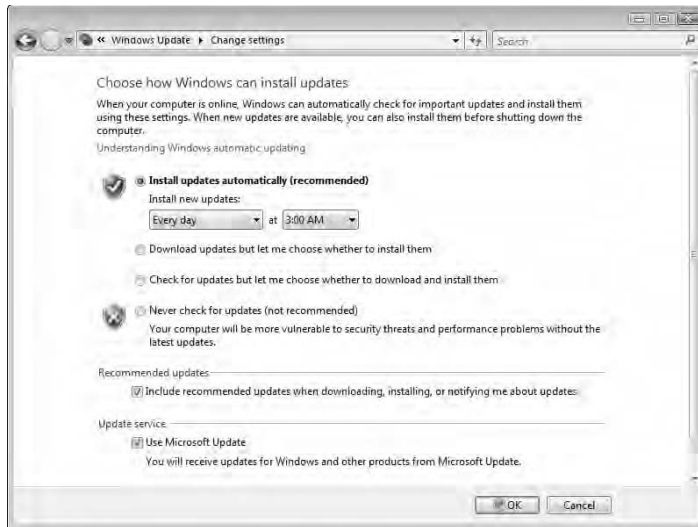 « Windows Update ▸ Change settings
Search
Choose how Windows can install updates
When your computer is online, Windows can automatically check for important updates and install them
using these settings. When new updates are available, you can also install them before shutting down the
computer.
Understanding Windows automatic updating
Install updates automatically (recommended)
Install new updates:
Every day at 3:00 AM
Download updates but let me choose whether to install them
Check for updates but let me choose whether to download and install them
Never check for updates (not recommended)
Your computer will be more vulnerable to security threats and performance problems without the
latest updates.
Recommended updates
Include recommended updates when downloading, installing, or notifying me about updates
Update service
Use Microsoft Update
You will receive updates for Windows and other products from Microsoft Update.
OK Cancel